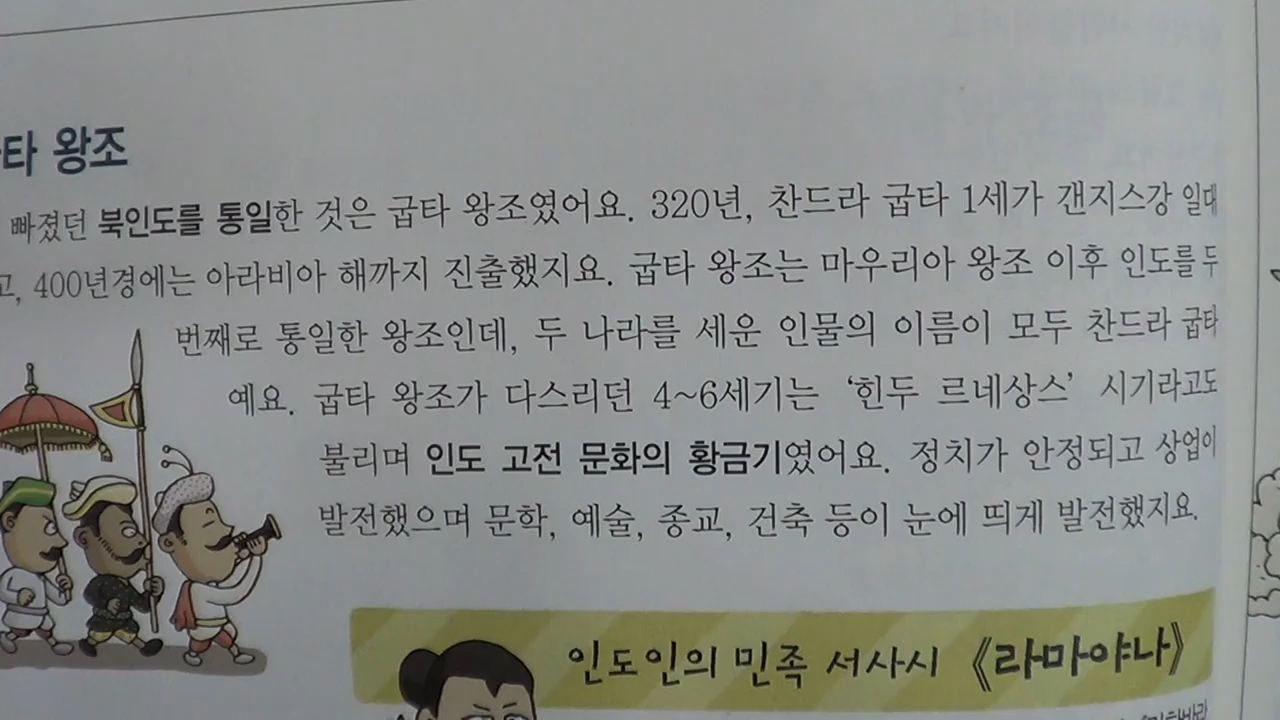 타 왕조
빠졌던 북인도를 통일한 것은 굽타 왕조였어요. 320년, 찬드라 굽타 1세가 갠지스강 일대
고, 400년경에는 아라비아 해까지 진출했지요. 굽타 왕조는 마우리아 왕조 이후 인도를 두
번째로 통일한 왕조인데, 두 나라를 세운 인물의 이름이 모두 찬드라 굽타
예요. 굽타 왕조가 다스리던 4~6세기는 ‘힌두 르네상스’ 시기라고도
불리며 인도 고전 문화의 황금기였어요. 정치가 안정되고 상업이
발전했으며 문학, 예술, 종교, 건축 등이 눈에 띄게 발전했지요.
인도인의 민족 서사시 《라마야나》